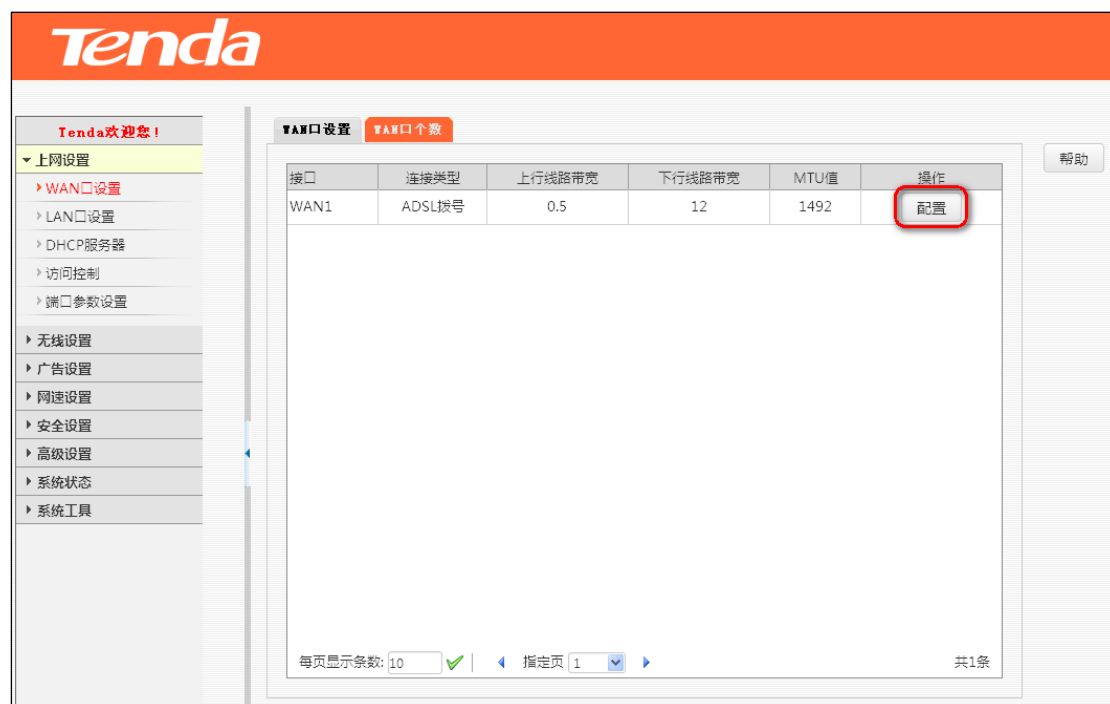 Tenda
Tenda欢迎您!
上网设置
WAN口设置
LAN口设置
DHCP服务器
访问控制
端口参数设置
无线设置
广告设置
网速设置
安全设置
高级设置
系统状态
系统工具
WAN口设置 WAN口个数
帮助
接口 连接类型 上行线路带宽 下行线路带宽 MTU值 操作
WAN1 ADSL拨号 0.5 12 1492 配置
每页显示条数: 10 指定页 1 共1条